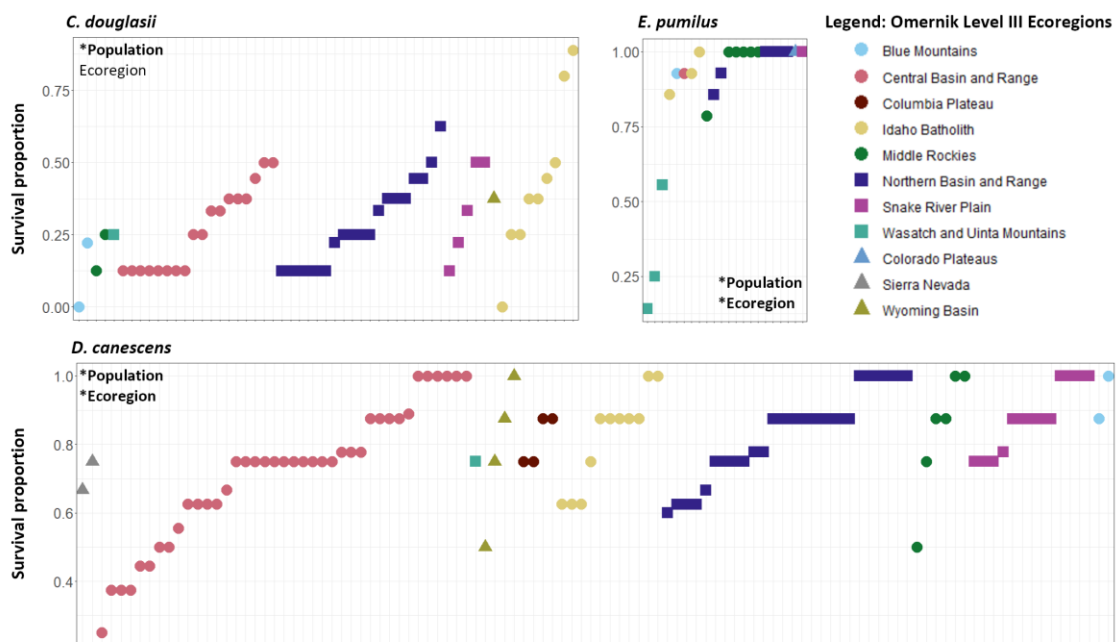 C. douglasii
E. pumilus
Legend: Omernik Level III Ecoregions
*Population
Ecoregion
0.75
0.50
0.25
0.00
Survival proportion
1.00
0.75
0.50
0.25
*Population
*Ecoregion
Blue Mountains
Central Basin and Range
Columbia Plateau
Idaho Batholith
Middle Rockies
Northern Basin and Range
Snake River Plain
Wasatch and Uinta Mountains
Colorado Plateaus
Sierra Nevada
Wyoming Basin
D. canescens
*Population
*Ecoregion
1.0
0.8
0.6
0.4
Survival proportion